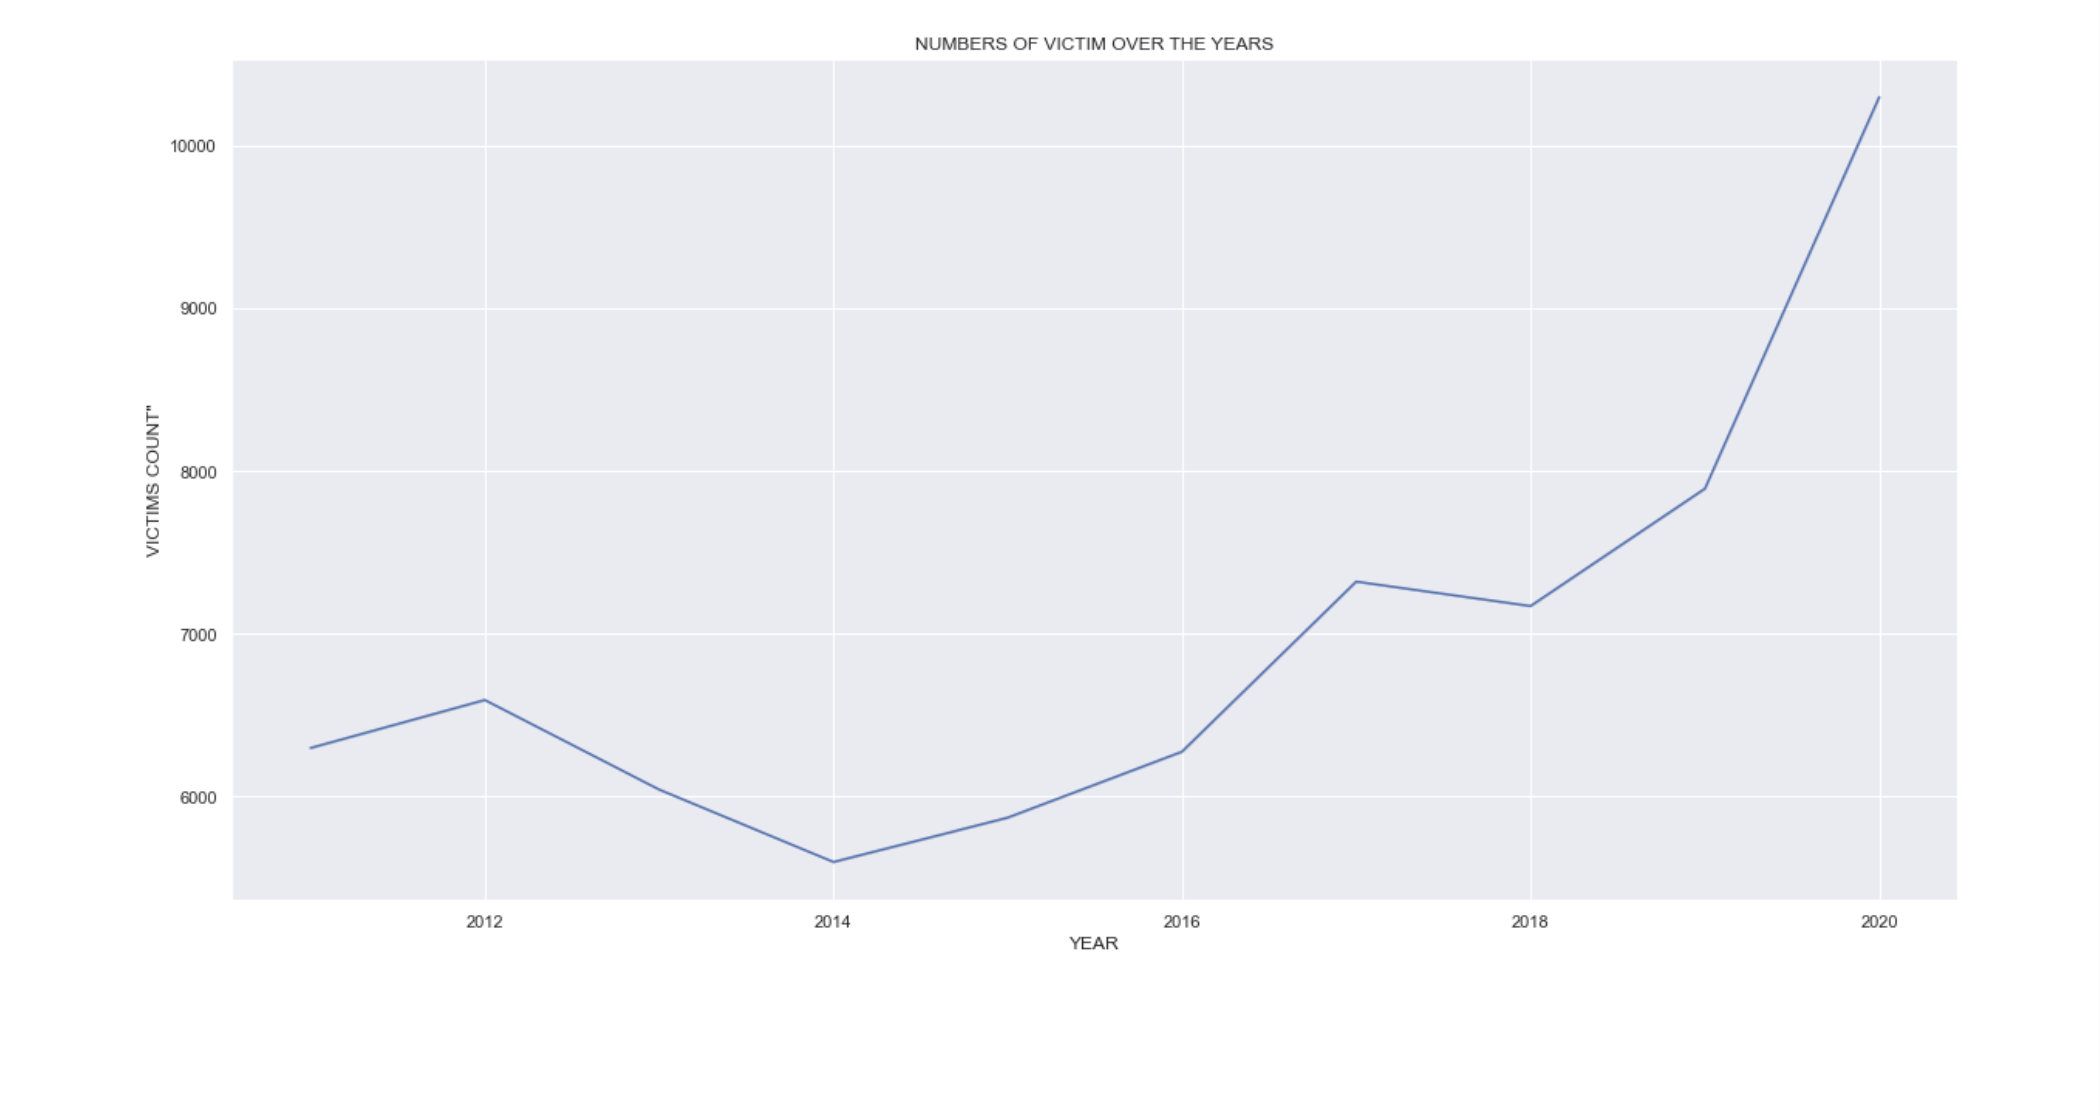 NUMBERS OF VICTIM OVER THE YEARS
10000
9000
8000
7000
6000
VICTIMS COUNT"
2012 2014 2016 2018 2020
YEAR